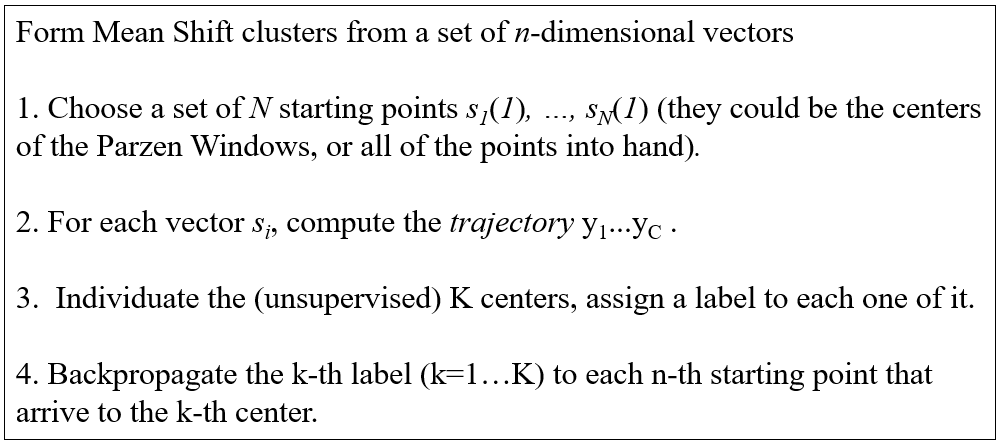 Form Mean Shift clusters from a set of n-dimensional vectors
1. Choose a set of N starting points s₁(1), ..., s_N(1) (they could be the centers
of the Parzen Windows, or all of the points into hand).
2. For each vector sᵢ, compute the trajectory y₁...y_C .
3. Individuate the (unsupervised) K centers, assign a label to each one of it.
4. Backpropagate the k-th label (k=1…K) to each n-th starting point that
arrive to the k-th center.